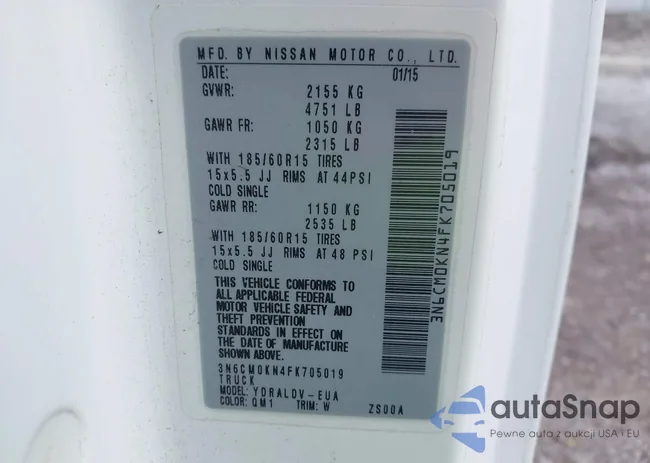 MFD. BY NISSAN MOTOR CO., LTD.
DATE: 01/15
GVWR: 2155 KG
4751 LB
GAWR FR: 1050 KG
2315 LB
WITH 185/60R15 TIRES
15x5.5 JJ RIMS AT 44PSI
COLD SINGLE
GAWR RR: 1150 KG
2535 LB
WITH 185/60R15 TIRES
15x5.5 JJ RIMS AT 48 PSI
COLD SINGLE
THIS VEHICLE CONFORMS TO
ALL APPLICABLE FEDERAL
MOTOR VEHICLE SAFETY AND
THEFT PREVENTION
STANDARDS IN EFFECT ON
THE DATE OF MANUFACTURE
SHOWN ABOVE.
3N6CM0KN4FK705019
TRUCK
MODEL: YDRALDV-EUA
COLOR: QM1 TRIM: W ZS00A
3N6CM0KN4FK705019
autaSnap
Pewne auta z aukcji USA i EU